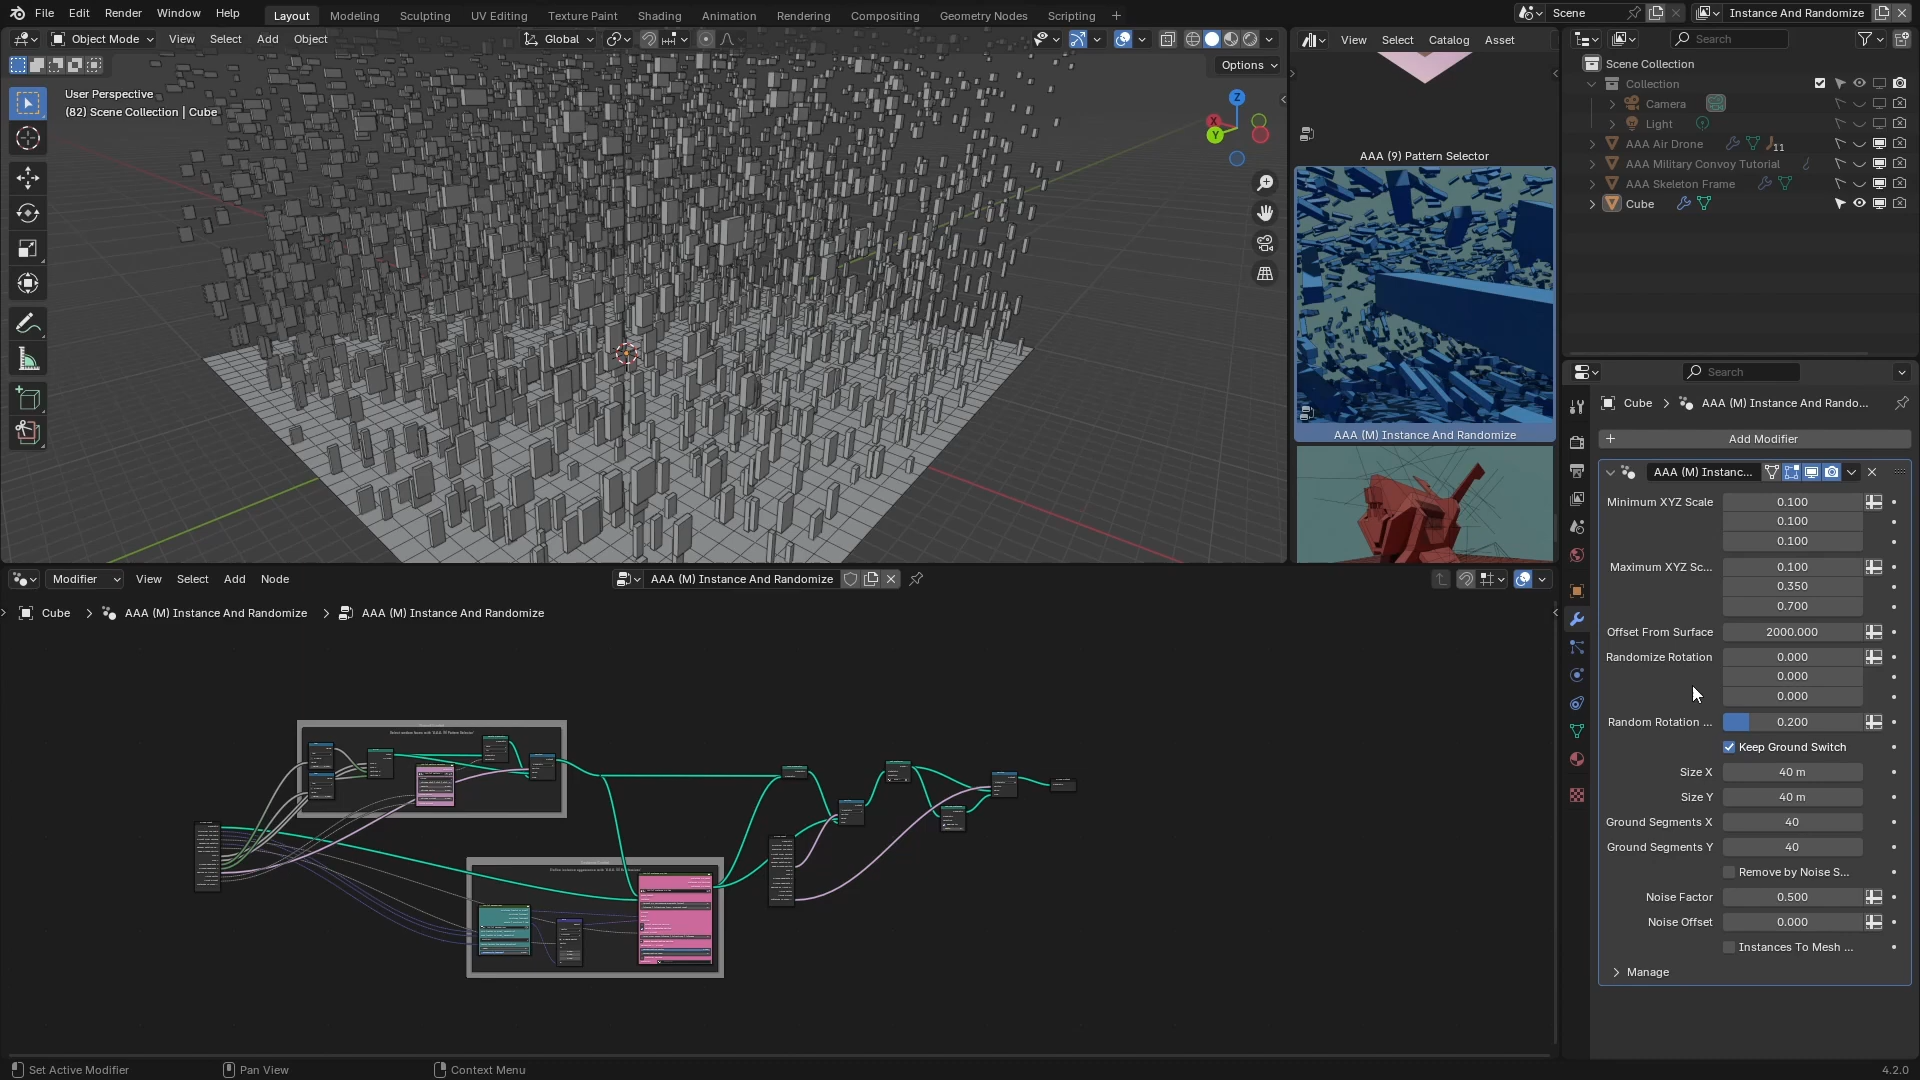 File Edit Render Window Help Layout Modeling Sculpting UV Editing Texture Paint Shading Animation Rendering Compositing Geometry Nodes Scripting + Scene Instance And Randomize
Object Mode View Select Add Object Global
Options
User Perspective
(82) Scene Collection | Cube
Z
X
Y
View Select Catalog Asset
AAA (9) Pattern Selector
AAA (M) Instance And Randomize
Search
Scene Collection
Collection
Camera
Light
AAA Air Drone 11
AAA Military Convoy Tutorial
AAA Skeleton Frame
Cube
Search
Cube AAA (M) Instance And Rando...
+ Add Modifier
AAA (M) Instanc...
Minimum XYZ Scale 0.100
0.100
0.100
Maximum XYZ Sc... 0.100
0.350
0.700
Offset From Surface 2000.000
Randomize Rotation 0.000
0.000
0.000
Random Rotation ... 0.200
Keep Ground Switch
Size X 40 m
Size Y 40 m
Ground Segments X 40
Ground Segments Y 40
Remove by Noise S...
Noise Factor 0.500
Noise Offset 0.000
Instances To Mesh ...
Manage
Modifier View Select Add Node AAA (M) Instance And Randomize
Cube AAA (M) Instance And Randomize AAA (M) Instance And Randomize
Set Active Modifier Pan View Context Menu 4.2.0